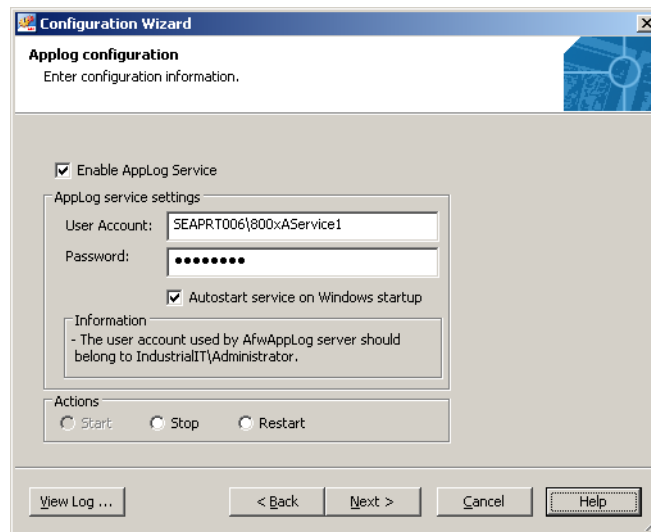 Configuration Wizard
Applog configuration
Enter configuration information.
Enable AppLog Service
AppLog service settings
User Account: SEAPRT006\800xAService1
Password: ●●●●●●●●
Autostart service on Windows startup
Information
- The user account used by AfwAppLog server should
belong to IndustrialIT\Administrator.
Actions
Start Stop Restart
View Log ... < Back Next > Cancel Help